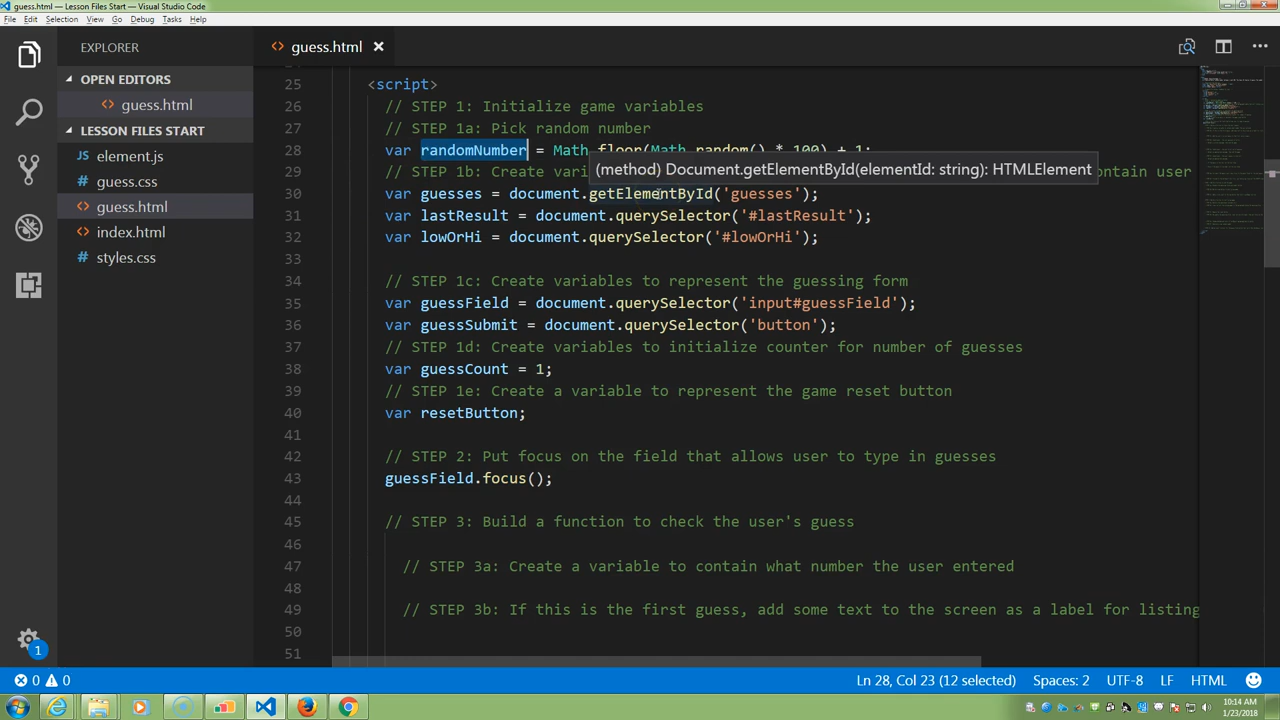 guess.html — Lesson Files Start — Visual Studio Code
File Edit Selection View Go Debug Tasks Help
EXPLORER
OPEN EDITORS
guess.html
LESSON FILES START
element.js
guess.css
guess.html
index.html
styles.css
1
guess.html
25 <script>
26 // STEP 1: Initialize game variables
27 // STEP 1a: Pick random number
28 var randomNumber = Math.floor(Math.random() * 100) + 1;
(method) Document.getElementById(elementId: string): HTMLElement
29 // STEP 1b: ntain user
30 var guesses = document.getElementById('guesses');
31 var lastResult = document.querySelector('#lastResult');
32 var lowOrHi = document.querySelector('#lowOrHi');
33
34 // STEP 1c: Create variables to represent the guessing form
35 var guessField = document.querySelector('input#guessField');
36 var guessSubmit = document.querySelector('button');
37 // STEP 1d: Create variables to initialize counter for number of guesses
38 var guessCount = 1;
39 // STEP 1e: Create a variable to represent the game reset button
40 var resetButton;
41
42 // STEP 2: Put focus on the field that allows user to type in guesses
43 guessField.focus();
44
45 // STEP 3: Build a function to check the user's guess
46
47 // STEP 3a: Create a variable to contain what number the user entered
48
49 // STEP 3b: If this is the first guess, add some text to the screen as a label for listing
50
51
0 0
Ln 28, Col 23 (12 selected) Spaces: 2 UTF-8 LF HTML
10:14 AM
1/23/2018